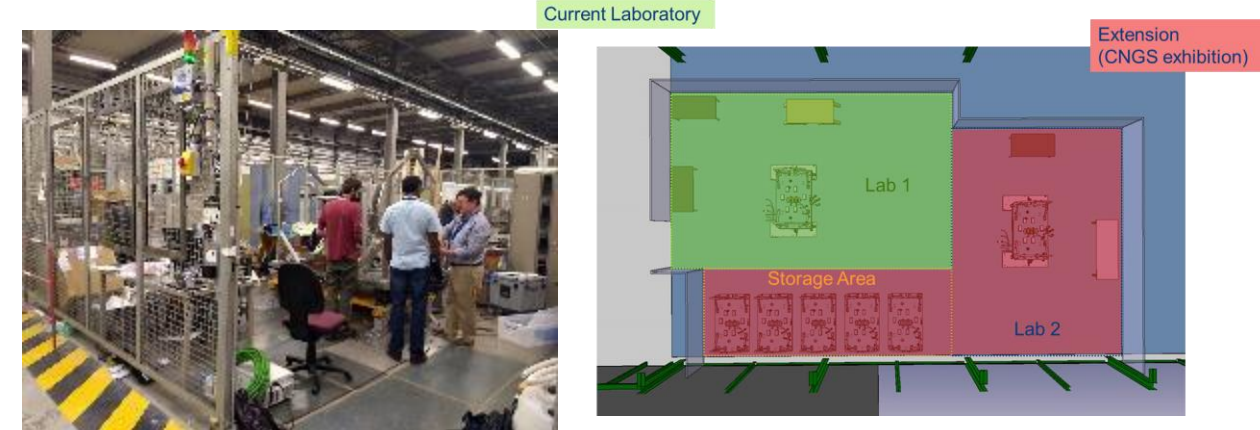 Current Laboratory
Extension
(CNGS exhibition)
Lab 1
Storage Area
Lab 2